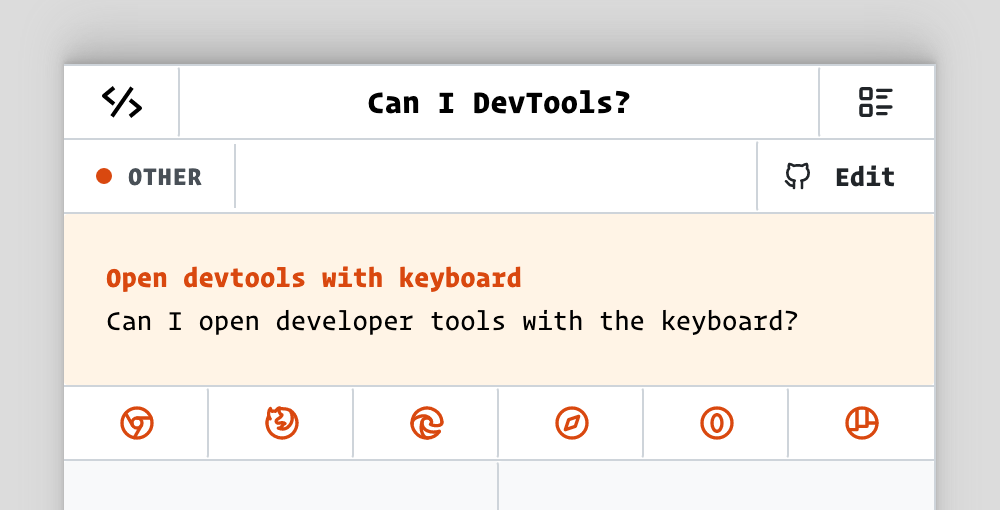 Can I DevTools?
OTHER
Edit
Open devtools with keyboard
Can I open developer tools with the keyboard?